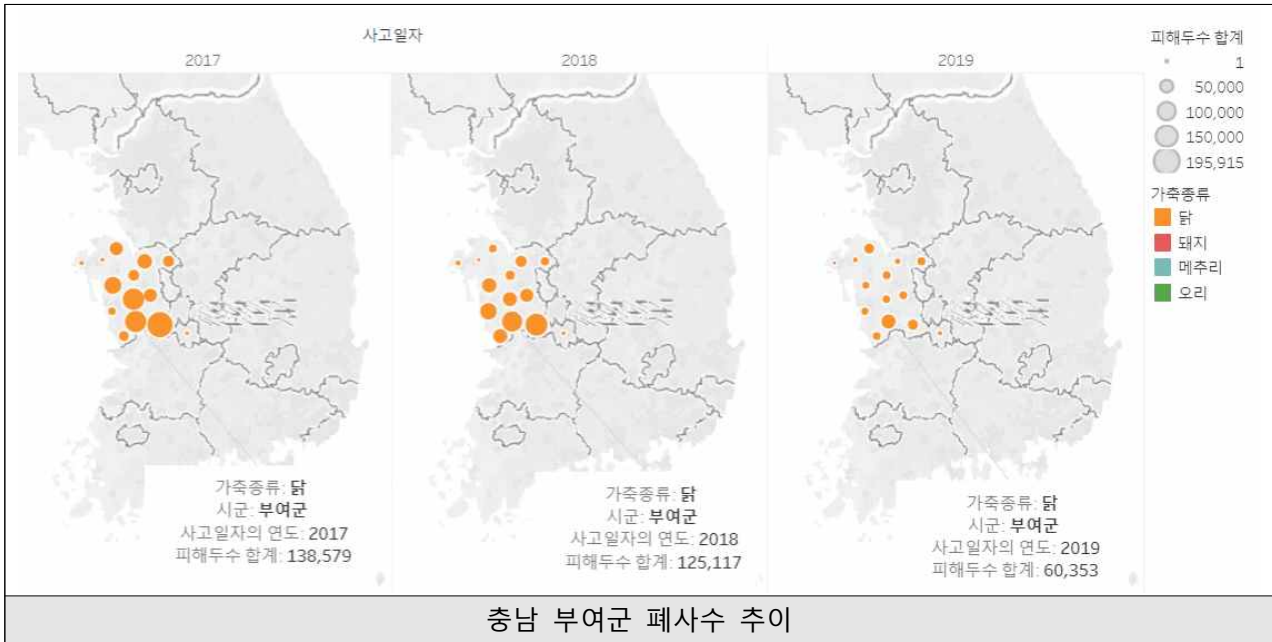 사고일자
2017
2018
2019
피해두수 합계
1
50,000
100,000
150,000
195,915
가축종류
닭
돼지
메추리
오리
가축종류: 닭
시군: 부여군
사고일자의 연도: 2017
피해두수 합계: 138,579
가축종류: 닭
시군: 부여군
사고일자의 연도: 2018
피해두수 합계: 125,117
가축종류: 닭
시군: 부여군
사고일자의 연도: 2019
피해두수 합계: 60,353
충남 부여군 폐사수 추이